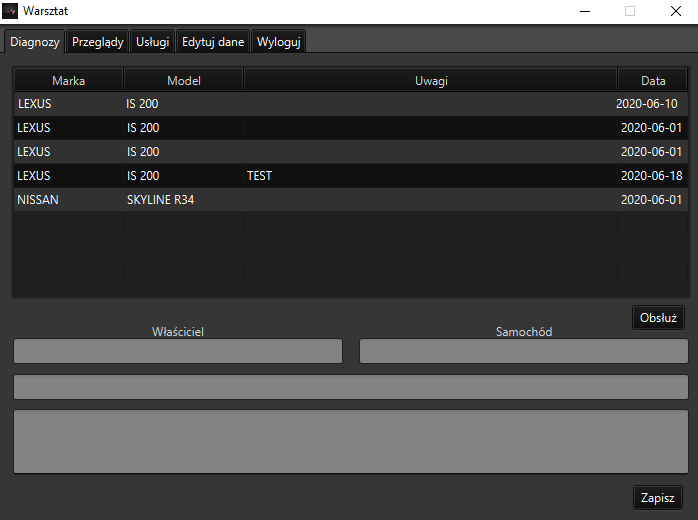 Warsztat
Diagnozy Przeglądy Usługi Edytuj dane Wyloguj
Marka Model Uwagi Data
LEXUS IS 200 2020-06-10
LEXUS IS 200 2020-06-01
LEXUS IS 200 2020-06-01
LEXUS IS 200 TEST 2020-06-18
NISSAN SKYLINE R34 2020-06-01
Obsłuż
Właściciel Samochód
Zapisz